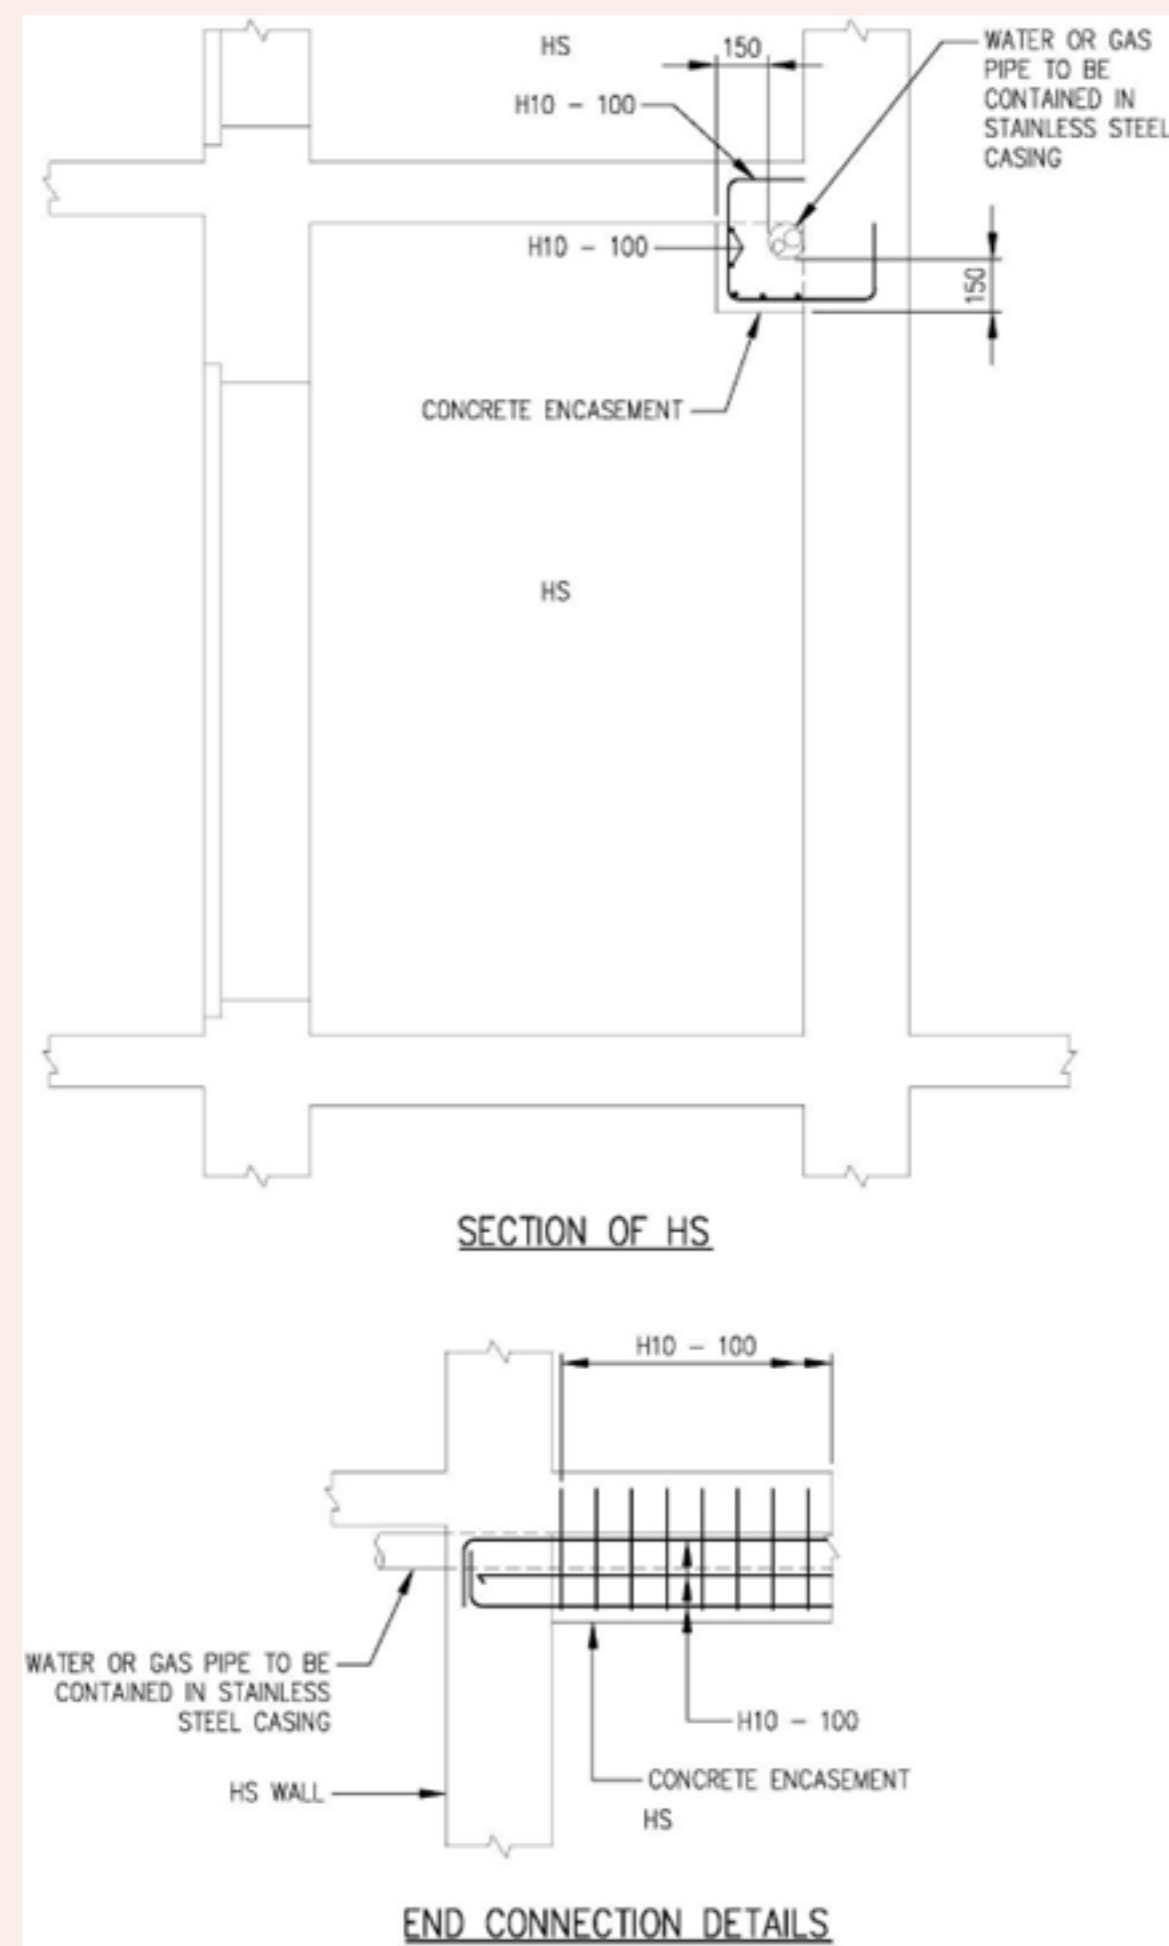 HS
150
WATER OR GAS
PIPE TO BE
CONTAINED IN
STAINLESS STEEL
CASING
H10 - 100
H10 - 100
150
CONCRETE ENCASEMENT
HS
SECTION OF HS
H10 - 100
WATER OR GAS PIPE TO BE
CONTAINED IN STAINLESS
STEEL CASING
H10 - 100
HS WALL
CONCRETE ENCASEMENT
HS
END CONNECTION DETAILS